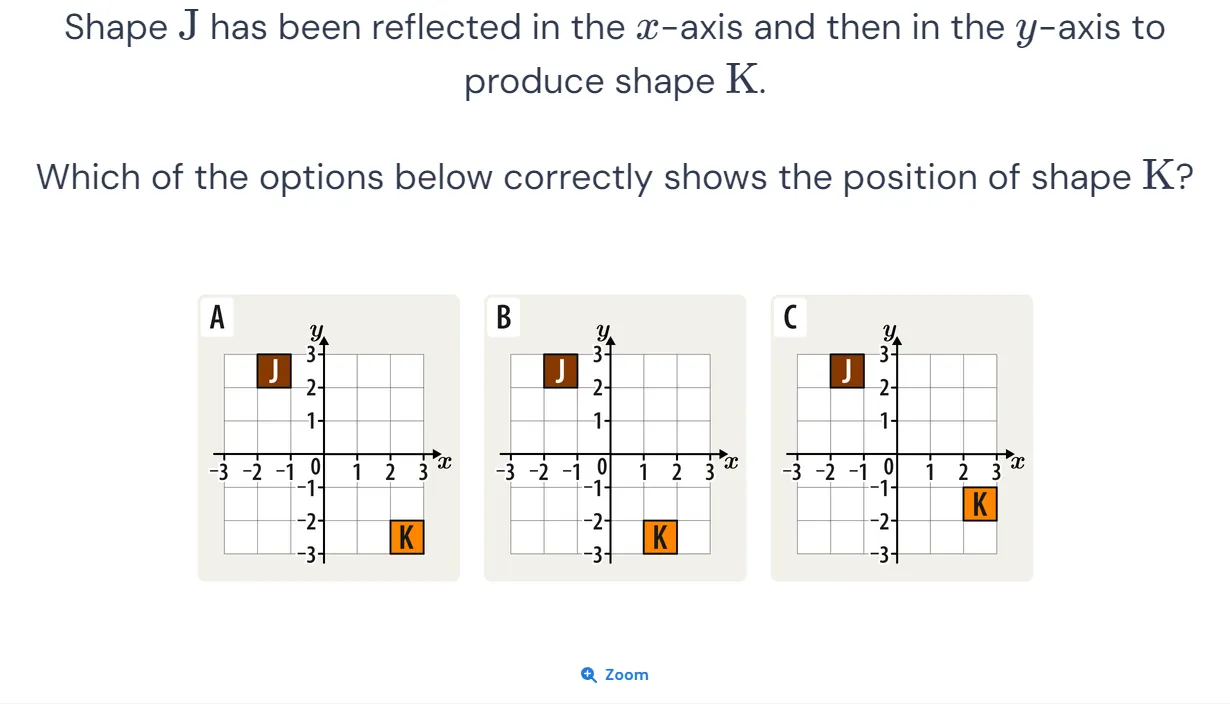 Shape J has been reflected in the x-axis and then in the y-axis to
produce shape K.
Which of the options below correctly shows the position of shape K?
A
y
3
J
2
1
-3 -2 -1 0 1 2 3 x
-1
-2
K
-3
B
y
3
J
2
1
-3 -2 -1 0 1 2 3 x
-1
-2
K
-3
C
y
3
J
2
1
-3 -2 -1 0 1 2 3 x
-1
K
-2
-3
Zoom